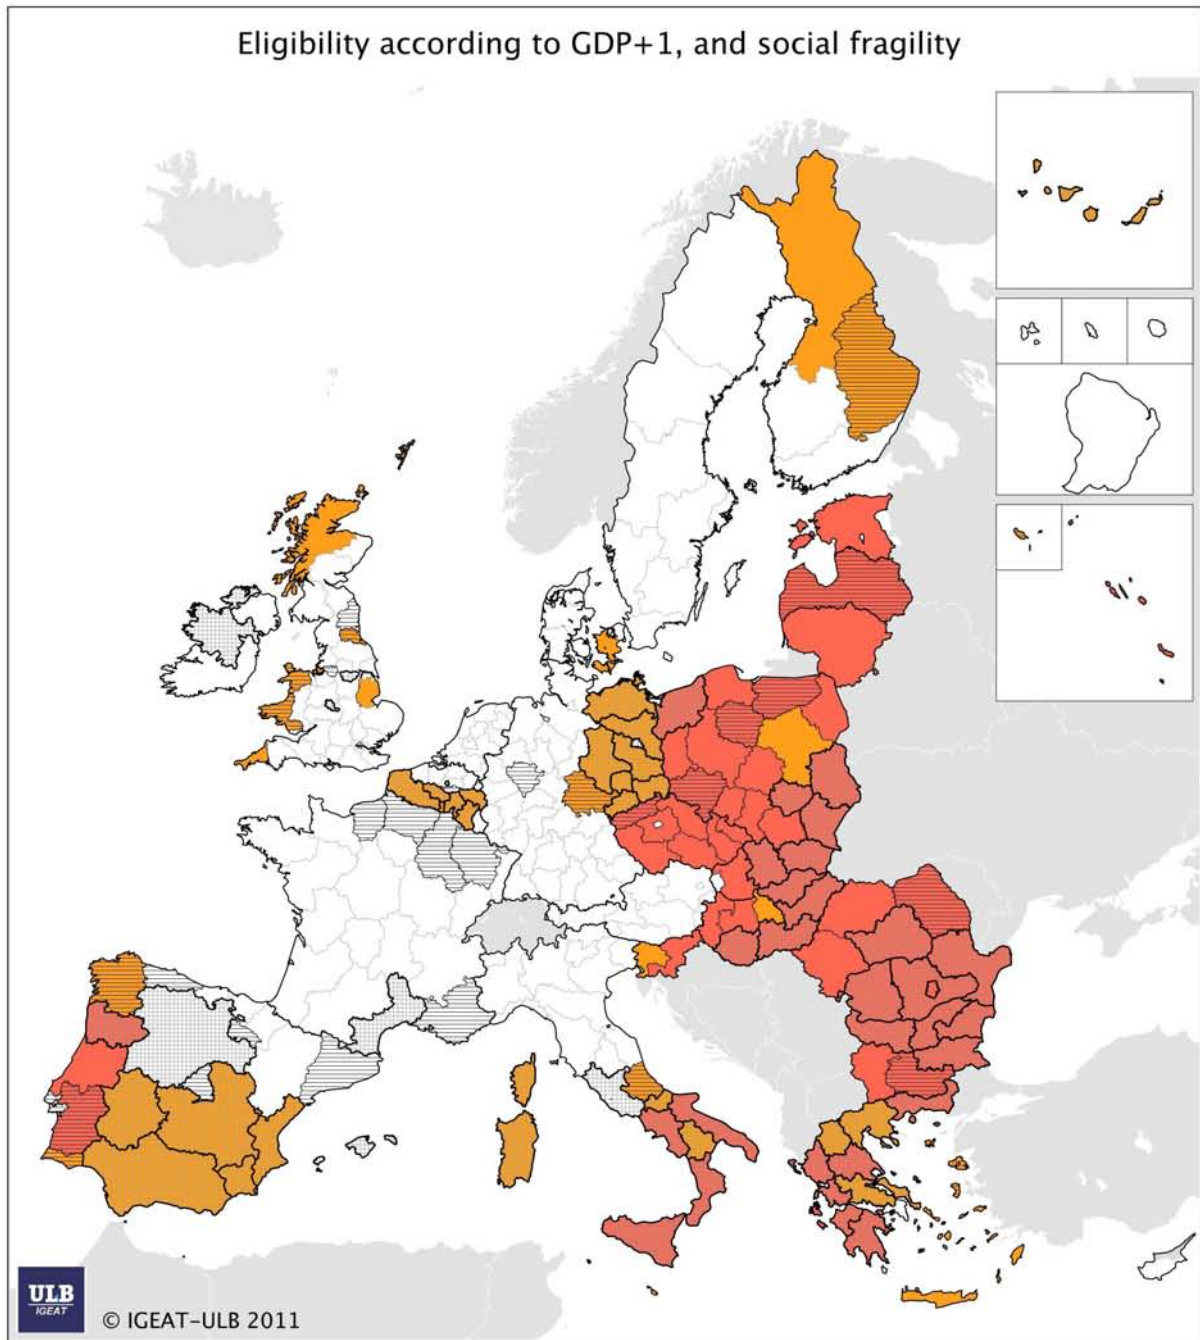 Eligibility according to GDP+1, and social fragility
ULB
IGEAT
© IGEAT-ULB 2011